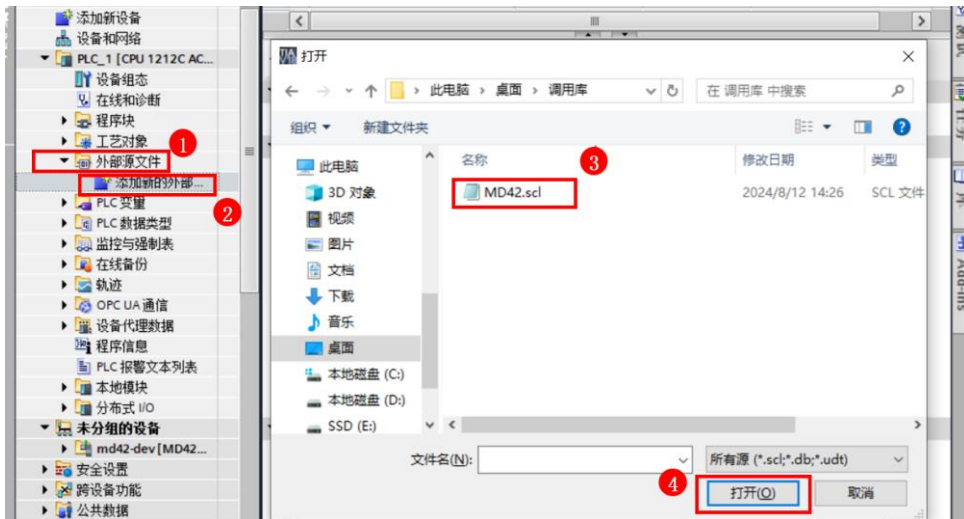 添加新设备
设备和网络
PLC_1 [CPU 1212C AC...
设备组态
在线和诊断
程序块
工艺对象
1
外部源文件
添加新的外部...
2
PLC 变量
PLC 数据类型
监控与强制表
在线备份
轨迹
OPC UA 通信
设备代理数据
程序信息
PLC 报警文本列表
本地模块
分布式 I/O
未分组的设备
md42-dev [MD42...
安全设置
跨设备功能
公共数据
打开
此电脑 › 桌面 › 调用库
在 调用库 中搜索
组织
新建文件夹
此电脑
3D 对象
视频
图片
文档
下载
音乐
桌面
本地磁盘 (C:)
本地磁盘 (D:)
SSD (E:)
名称
修改日期
类型
3
MD42.scl
2024/8/12 14:26
SCL 文件
文件名(N):
所有源 (*.scl;*.db;*.udt)
4
打开(O)
取消
测试
任务
库
Add-ins